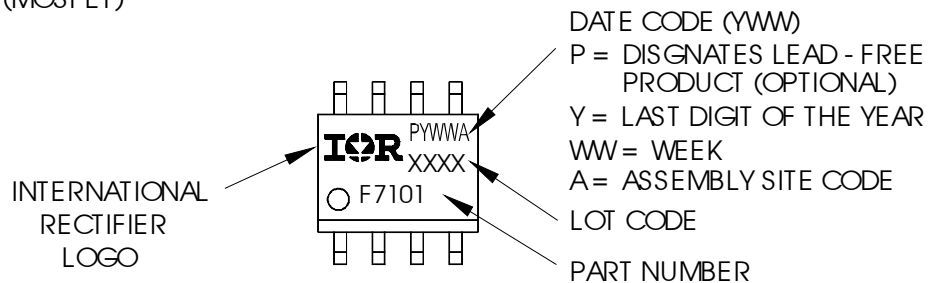 DATE CODE (YWW)
P = DISGNATES LEAD - FREE
PRODUCT (OPTIONAL)
Y = LAST DIGIT OF THE YEAR
WW = WEEK
A = ASSEMBLY SITE CODE
LOT CODE
PART NUMBER
INTERNATIONAL
RECTIFIER
LOGO
IOR
PYWWA
XXXX
F7101